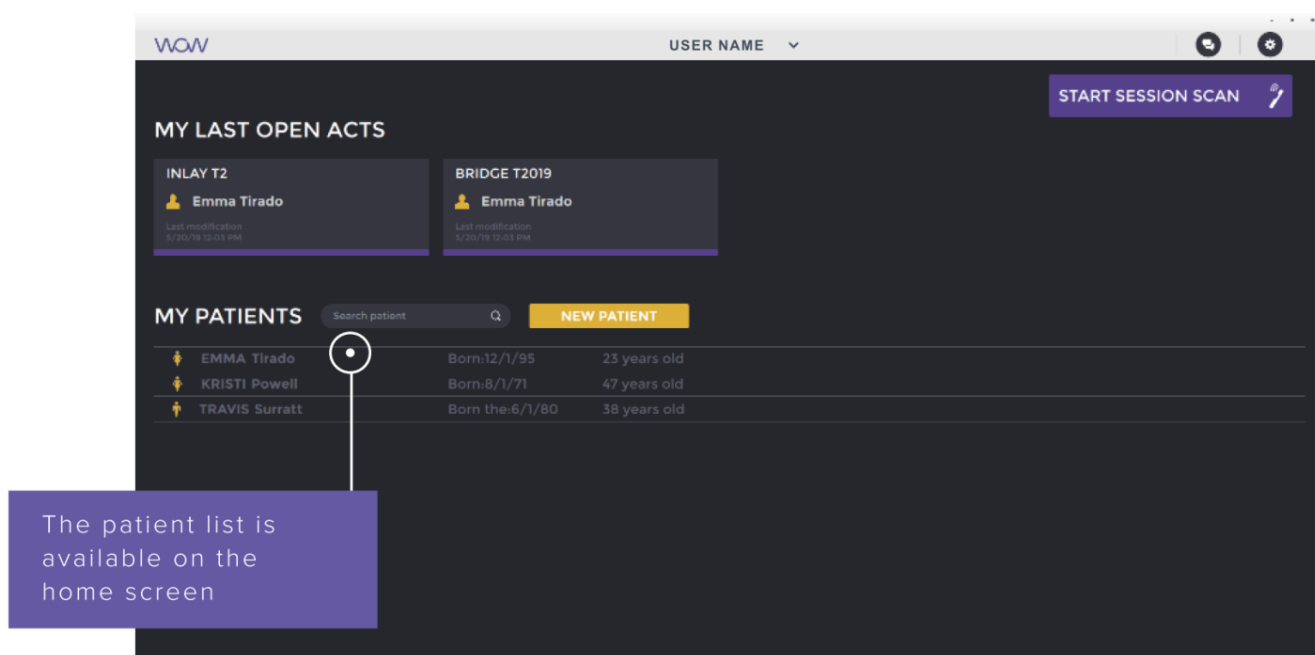 WOW
USER NAME
START SESSION SCAN
MY LAST OPEN ACTS
INLAY T2
Emma Tirado
Last modification
5/20/19 12:03 PM
BRIDGE T2019
Emma Tirado
Last modification
5/20/19 12:03 PM
MY PATIENTS
Search patient
NEW PATIENT
EMMA Tirado Born:12/1/95 23 years old
KRISTI Powell Born:8/1/71 47 years old
TRAVIS Surratt Born the:6/1/80 38 years old
The patient list is
available on the
home screen